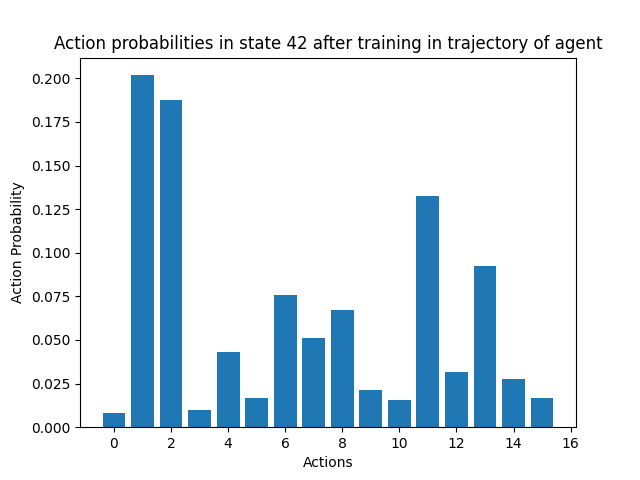 Action probabilities in state 42 after training in trajectory of agent
0.200
0.175
0.150
0.125
0.100
0.075
0.050
0.025
0.000
Action Probability
0 2 4 6 8 10 12 14 16
Actions